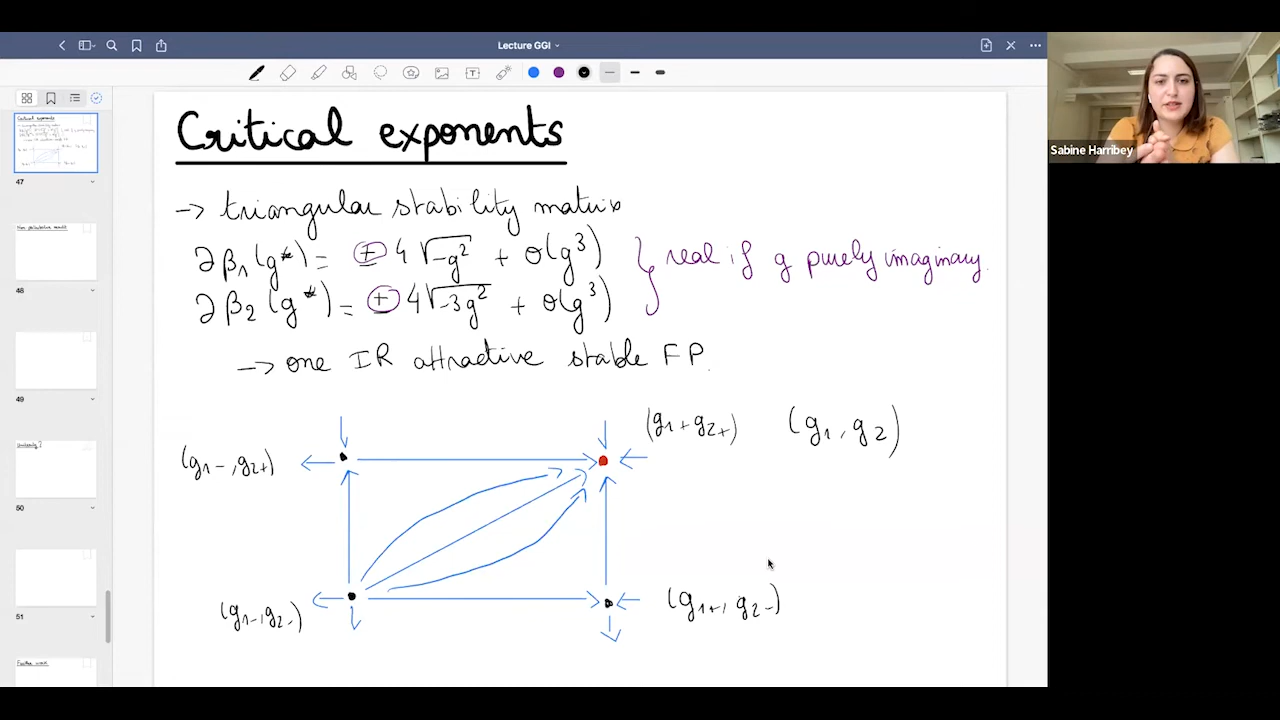 Lecture GGI
Sabine Harribey
Critical exponents
-> triangular stability matrix
∂β₁(g*) = ± 4√-g² + O(g³)
∂β₂(g*) = ± 4√-3g² + O(g³)
real if g purely imaginary.
-> one IR attractive stable FP.
(g₁₊ g₂₊) (g₁, g₂)
(g₁₋, g₂₊)
(g₁₋, g₂₋)
(g₁₊, g₂₋)
47
48
49
50
51